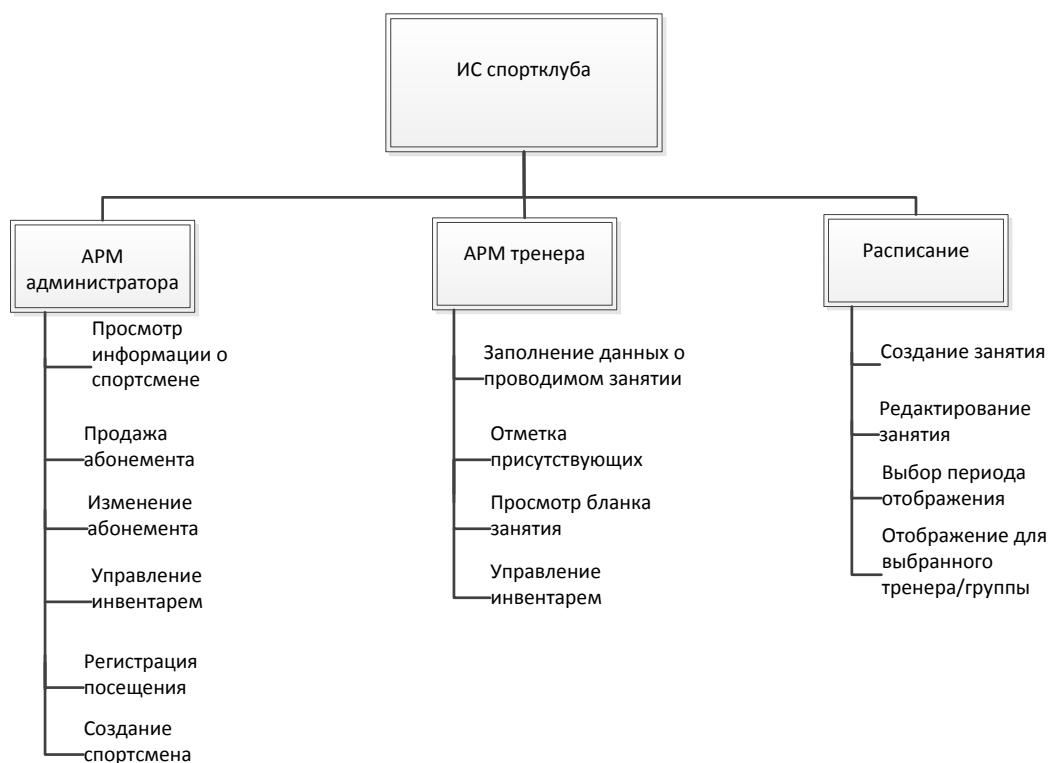 ИС спортклуба
АРМ
администратора
Просмотр
информации о
спортсмене
Продажа
абонемента
Изменение
абонемента
Управление
инвентарем
Регистрация
посещения
Создание
спортсмена
АРМ тренера
Заполнение данных о
проводимом занятии
Отметка
присутствующих
Просмотр бланка
занятия
Управление
инвентарем
Расписание
Создание занятия
Редактирование
занятия
Выбор периода
отображения
Отображение для
выбранного
тренера/группы